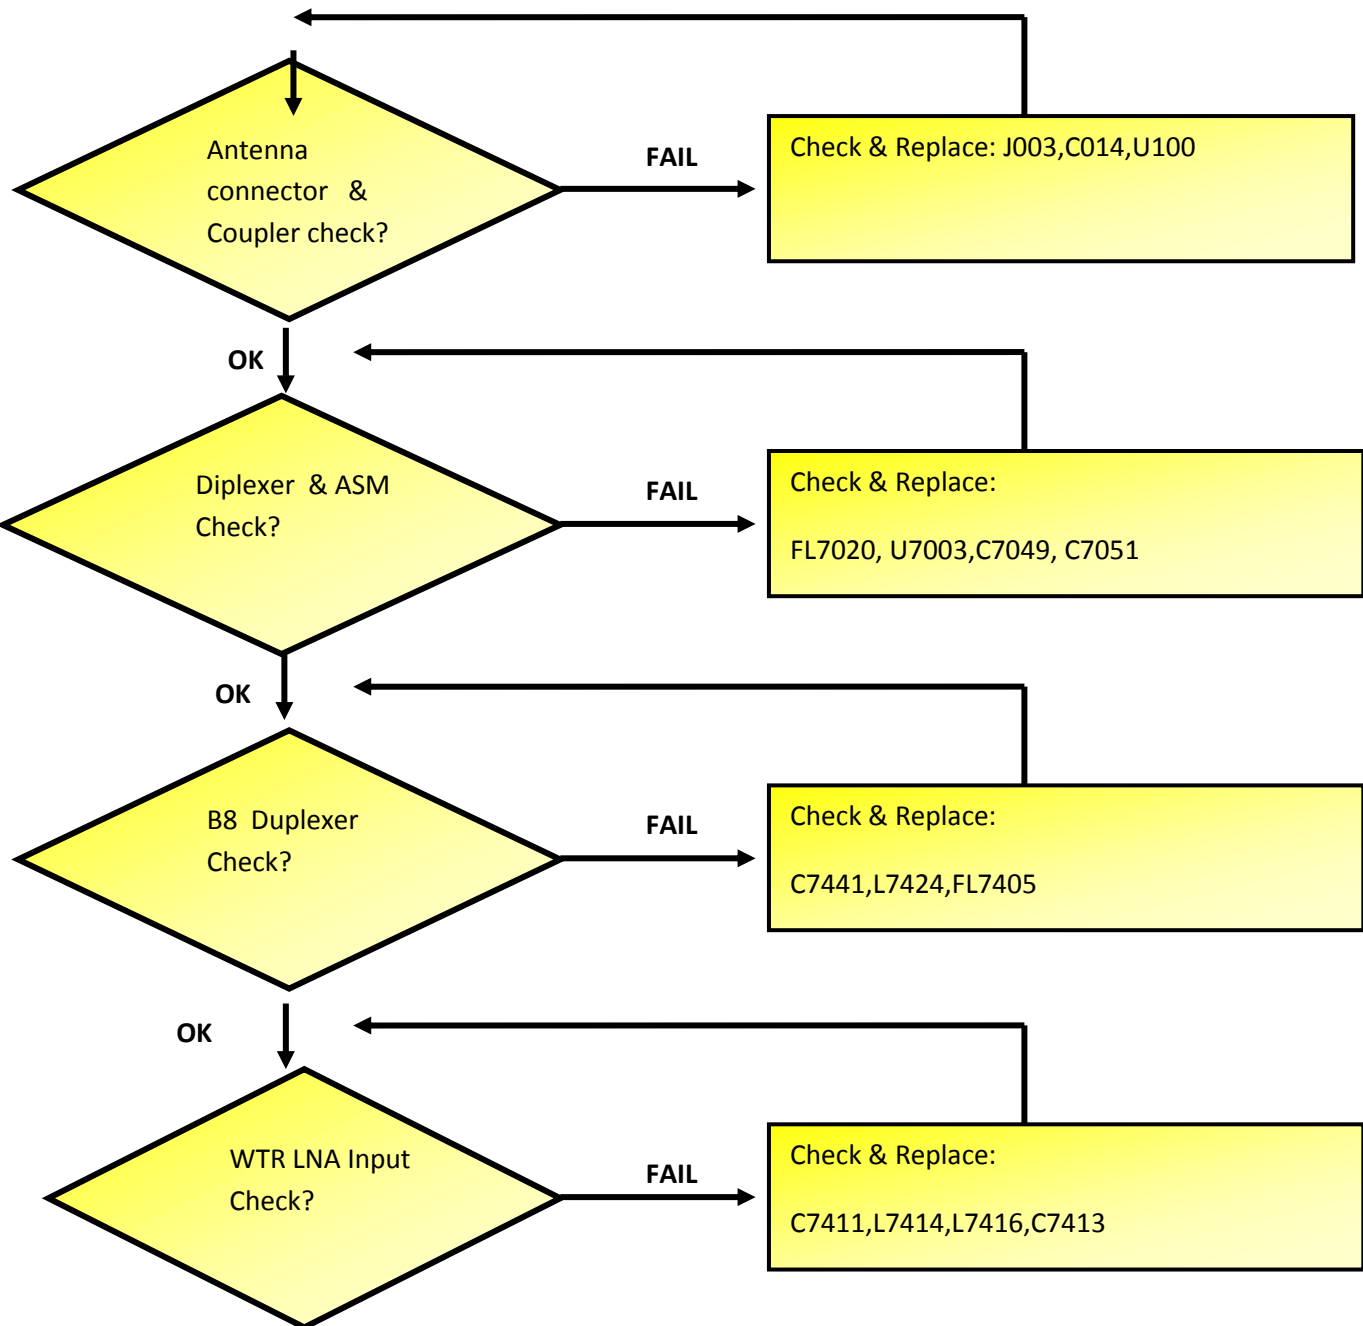 Antenna
connector & 
Coupler check?
FAIL
Check & Replace: J003,C014,U100
OK
Diplexer & ASM
Check?
FAIL
Check & Replace:
FL7020, U7003,C7049, C7051
OK
B8 Duplexer
Check?
FAIL
Check & Replace:
C7441,L7424,FL7405
OK
WTR LNA Input
Check?
FAIL
Check & Replace:
C7411,L7414,L7416,C7413